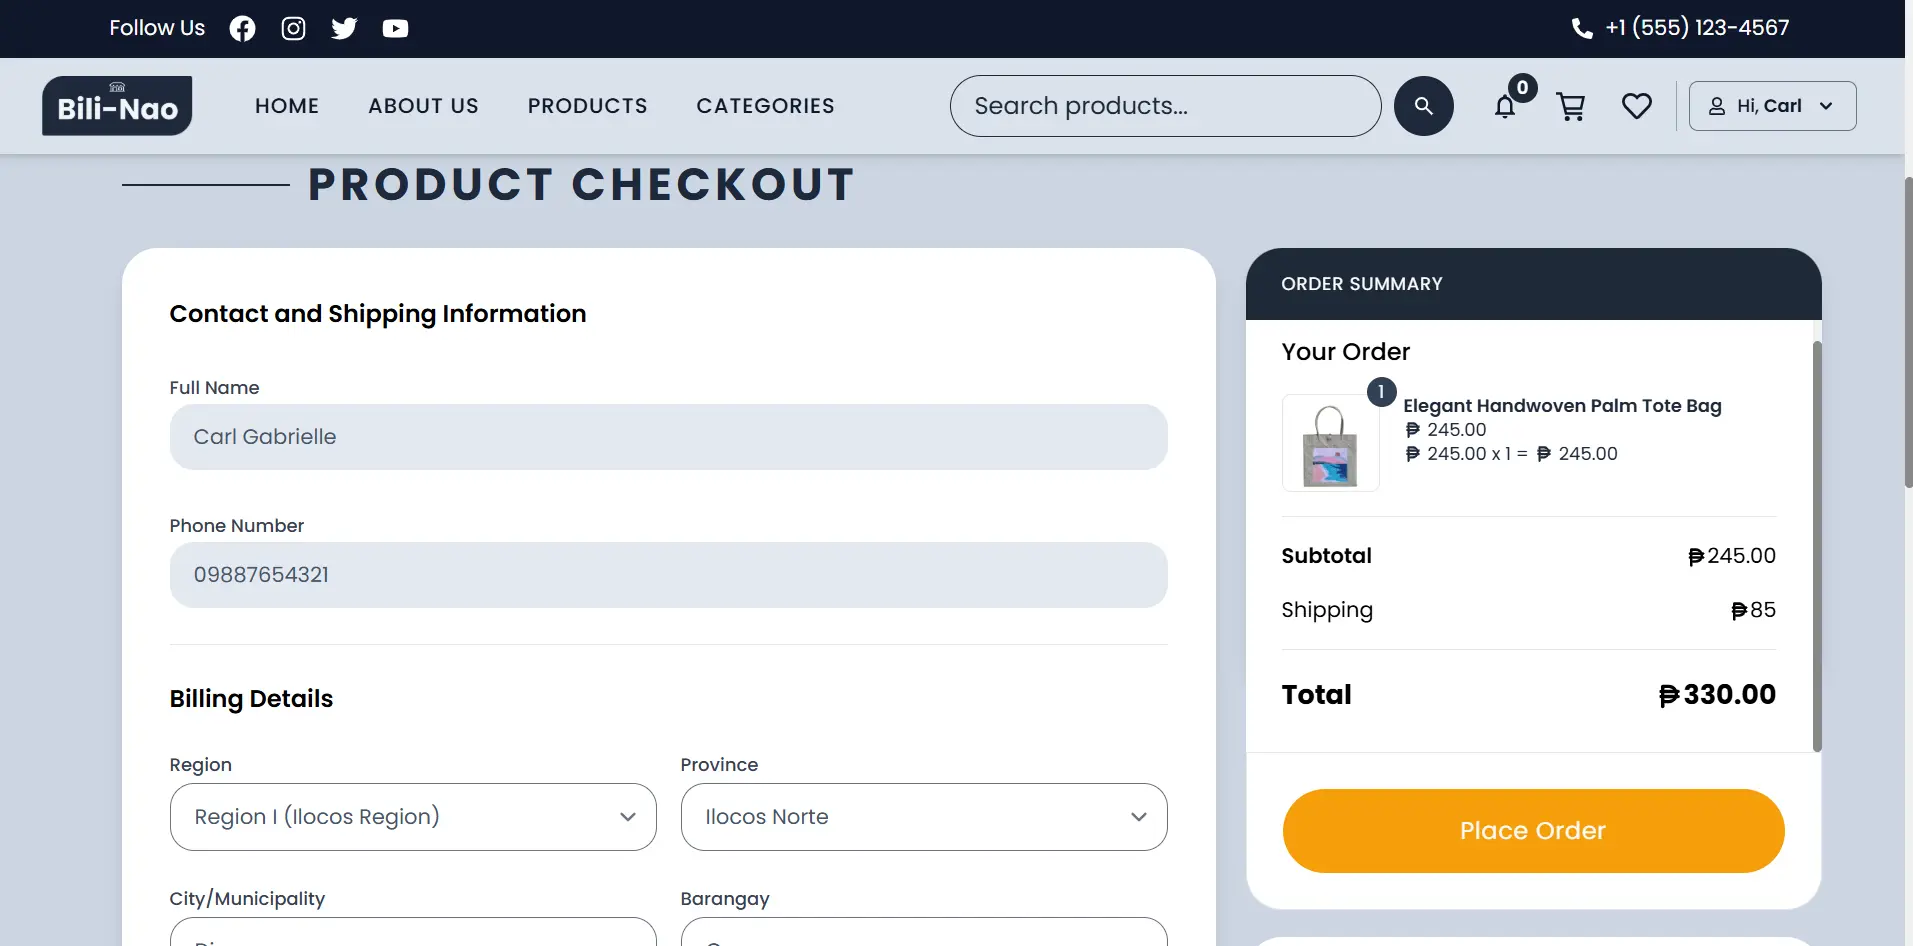 Follow Us
+1 (555) 123-4567
Bili-Nao
HOME
ABOUT US
PRODUCTS
CATEGORIES
Search products...
0
Hi, Carl
PRODUCT CHECKOUT
Contact and Shipping Information
Full Name
Carl Gabrielle
Phone Number
09887654321
Billing Details
Region
Province
Region I (Ilocos Region)
Ilocos Norte
City/Municipality
Barangay
ORDER SUMMARY
Your Order
1
Elegant Handwoven Palm Tote Bag
₱ 245.00
₱ 245.00 x 1 = ₱ 245.00
Subtotal
₱245.00
Shipping
₱85
Total
₱330.00
Place Order